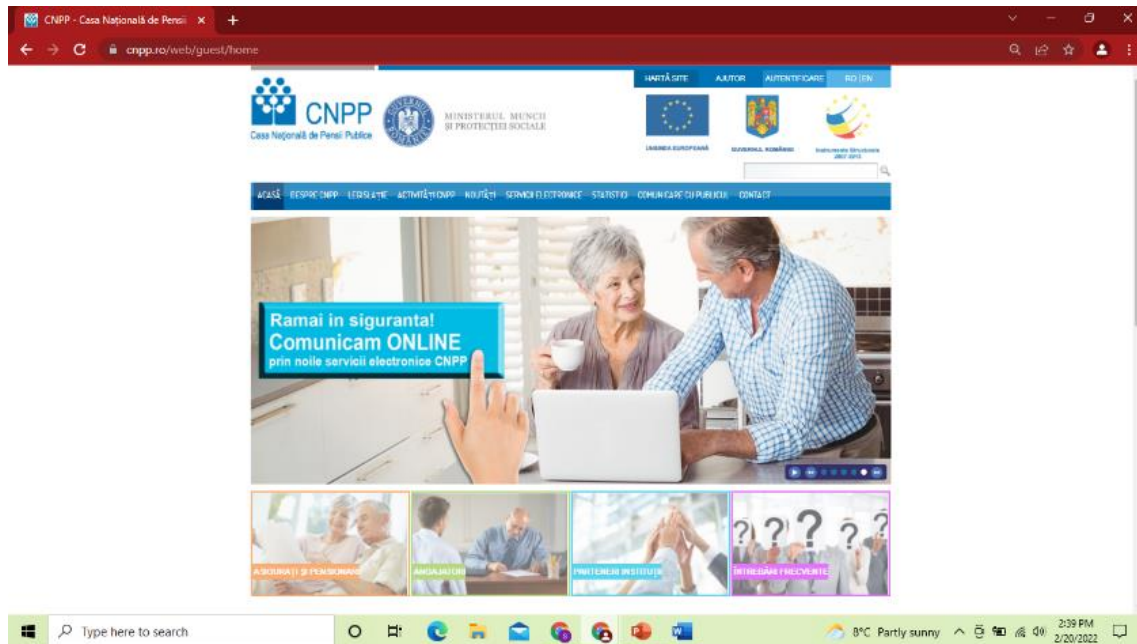 CNPP - Casa Națională de Pensii
cnpp.ro/web/guest/home
HARTĂ SITE AJUTOR AUTENTIFICARE RO | EN
CNPP
Casa Națională de Pensii Publice
MINISTERUL MUNCII
ȘI PROTECȚIEI SOCIALE
UNIUNEA EUROPEANĂ
GUVERNUL ROMÂNIEI
Instrumente Structurale
2007-2013
ACASĂ DESPRE CNPP LEGISLAȚIE ACTIVITĂȚI CNPP NOUTĂȚI SERVICII ELECTRONICE STATISTICI COMUNICARE CU PUBLICUL CONTACT
Ramai in siguranta!
Comunicam ONLINE
prin noile servicii electronice CNPP
ASIGURAȚI ȘI PENSIONARI
ANGAJATORI
PARTENERI INSTITUȚII
ÎNTREBĂRI FRECVENTE
? ? ? ? ?
Type here to search
8°C Partly sunny
2:39 PM
2/20/2022